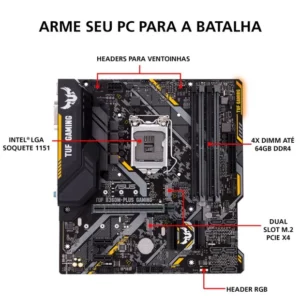 ARME SEU PC PARA A BATALHA
HEADERS PARA VENTOINHAS
INTEL® LGA
SOQUETE 1151
4X DIMM ATÉ
64GB DDR4
TUF GAMING
ASUS
TUF B360M-PLUS GAMING
DUAL
SLOT M.2
PCIE X4
HEADER RGB